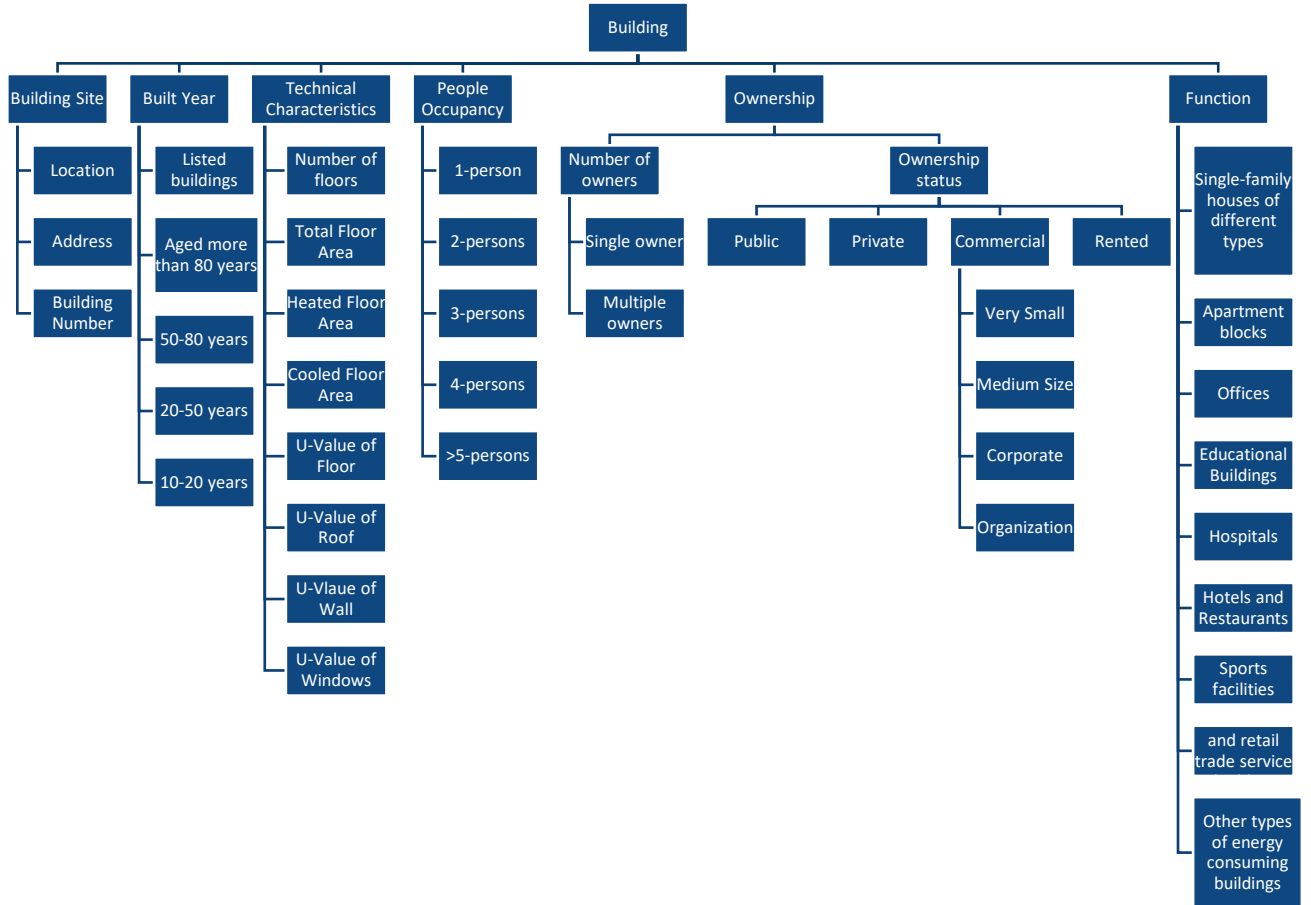 Building
Building Site
Location
Address
Building
Number
Built Year
Listed
buildings
Aged more
than 80 years
50-80 years
20-50 years
10-20 years
Technical
Characteristics
Number of
floors
Total Floor
Area
Heated Floor
Area
Cooled Floor
Area
U-Value of
Floor
U-Value of
Roof
U-Vlaue of
Wall
U-Value of
Windows
People
Occupancy
1-person
2-persons
3-persons
4-persons
>5-persons
Ownership
Number of
owners
Single owner
Multiple
owners
Ownership
status
Public
Private
Commercial
Very Small
Medium Size
Corporate
Organization
Rented
Function
Single-family
houses of
different
types
Apartment
blocks
Offices
Educational
Buildings
Hospitals
Hotels and
Restaurants
Sports
facilities
and retail
trade service
Other types
of energy
consuming
buildings